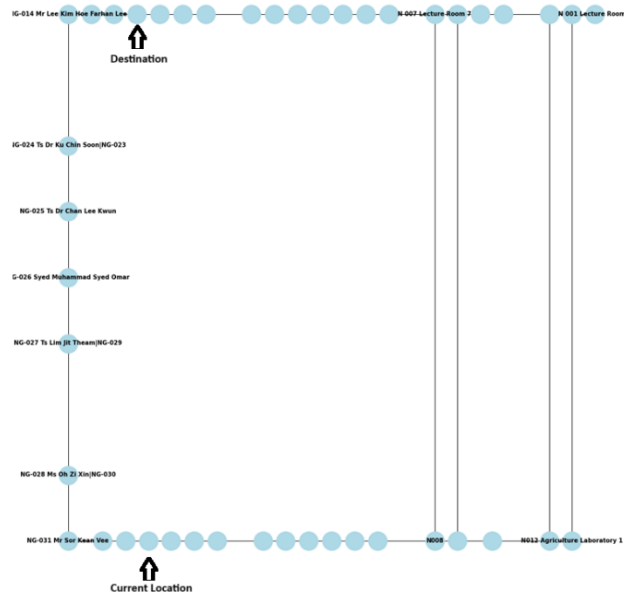 IG-014 Mr Lee Kim Hoe Farhan Lee
N 007 Lecture Room 7
N 001 Lecture Room
Destination
IG-024 Ts Dr Ku Chin Soon|NG-023
NG-025 Ts Dr Chan Lee Kwun
G-026 Syed Muhammad Syed Omar
NG-027 Ts Lim Jit Theam|NG-029
NG-028 Ms Oh Zi Xin|NG-030
NG-031 Mr Sor Kean Vee
N008
N012 Agriculture Laboratory 1
Current Location